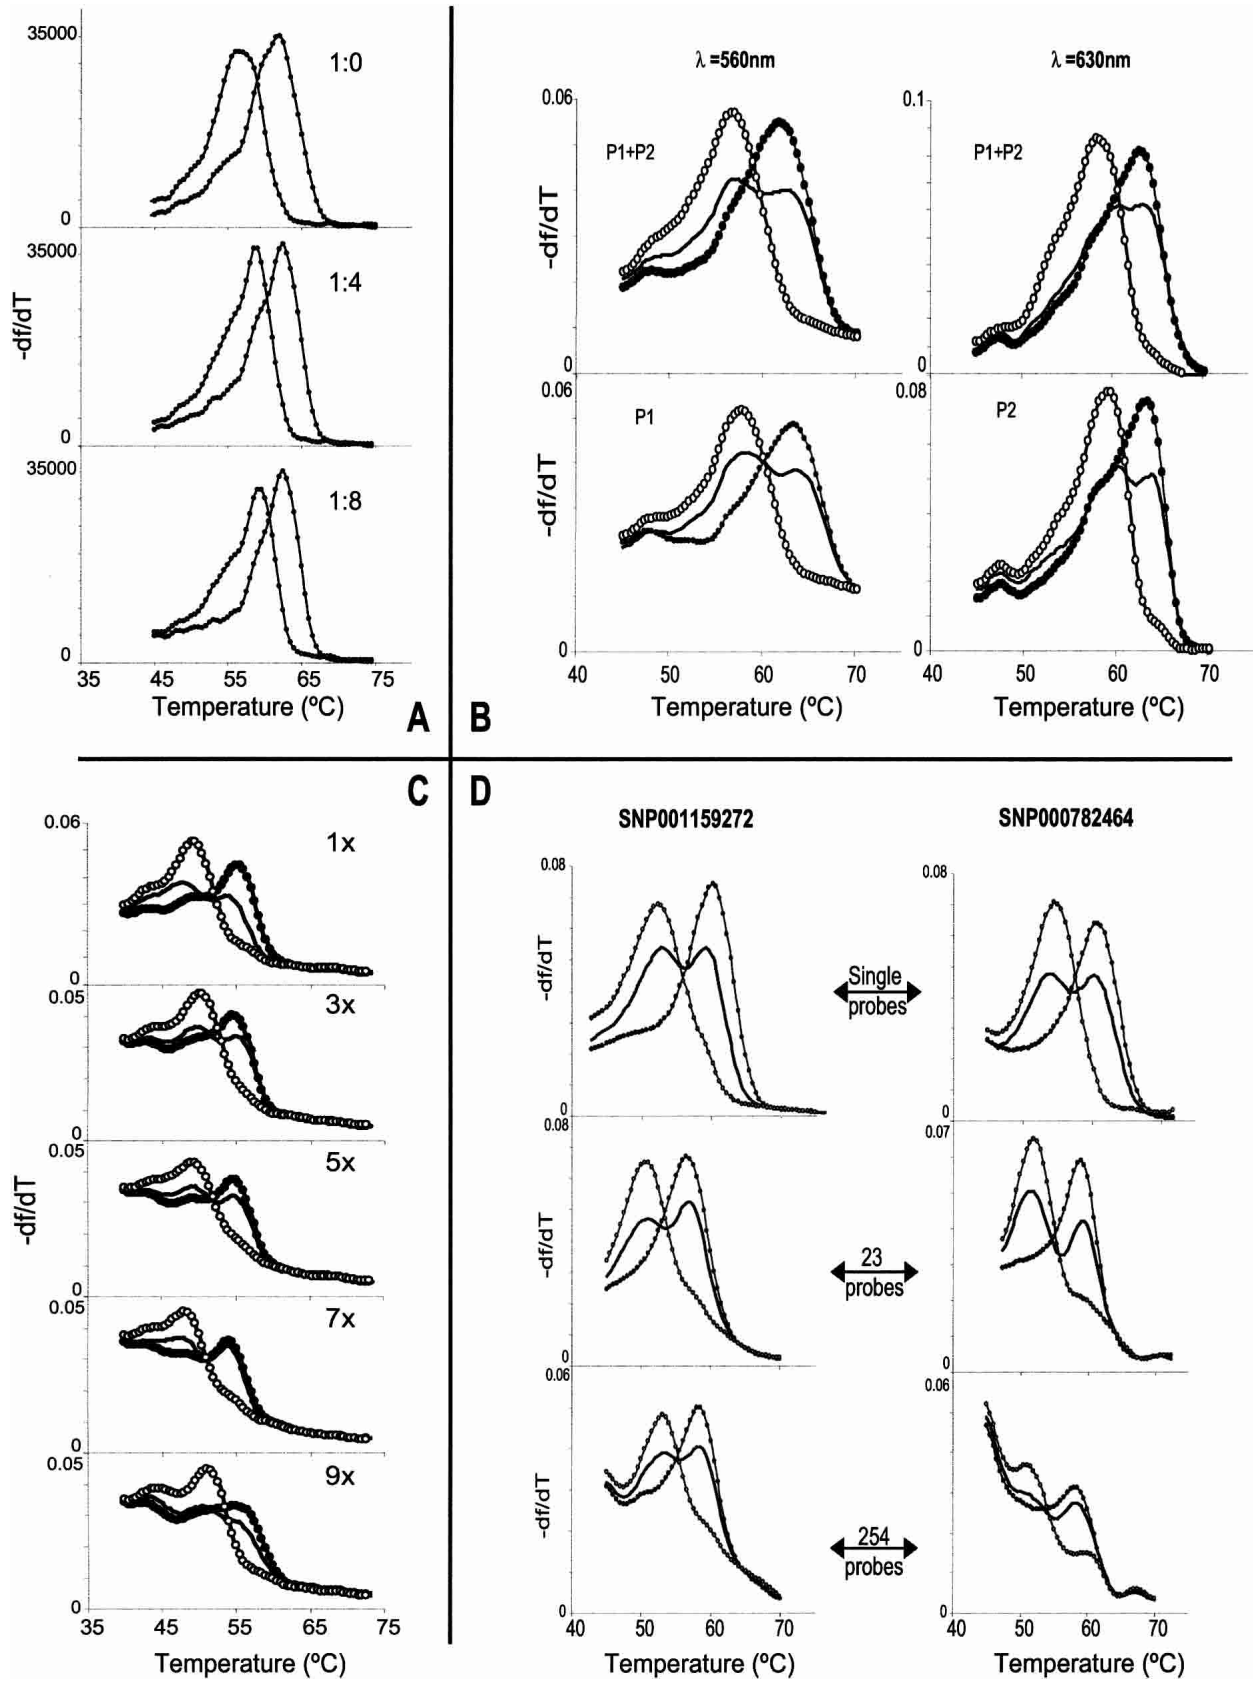 35000
1:0
0
35000
1:4
-df/dT
0
35000
1:8
0
35 45 55 65 75
Temperature (ºC)
A
λ =560nm
λ =630nm
0.06
P1+P2
-df/dT
0
0.1
P1+P2
0.06
P1
-df/dT
0
40 50 60 70
Temperature (ºC)
0.08
P2
0
40 50 60 70
Temperature (ºC)
B
C
0.06
1x
0
0.05
3x
0
0.05
5x
-df/dT
0
0.05
7x
0
0.05
9x
0
35 45 55 65 75
Temperature (ºC)
D
SNP001159272
SNP000782464
0.08
-df/dT
0
Single
probes
0.08
0
0.08
-df/dT
0
23
probes
0.07
0
0.06
-df/dT
0
254
probes
0.06
0
40 50 60 70
Temperature (ºC)
40 50 60 70
Temperature (ºC)